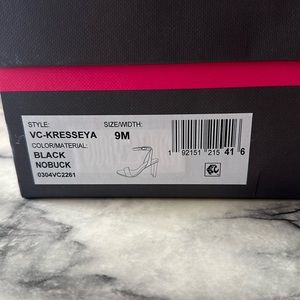 STYLE: SIZE/WIDTH:
VC-KRESSEYA 9M
COLOR/MATERIAL:
BLACK
NOBUCK
0304VC2261
1 92151 215 41 6